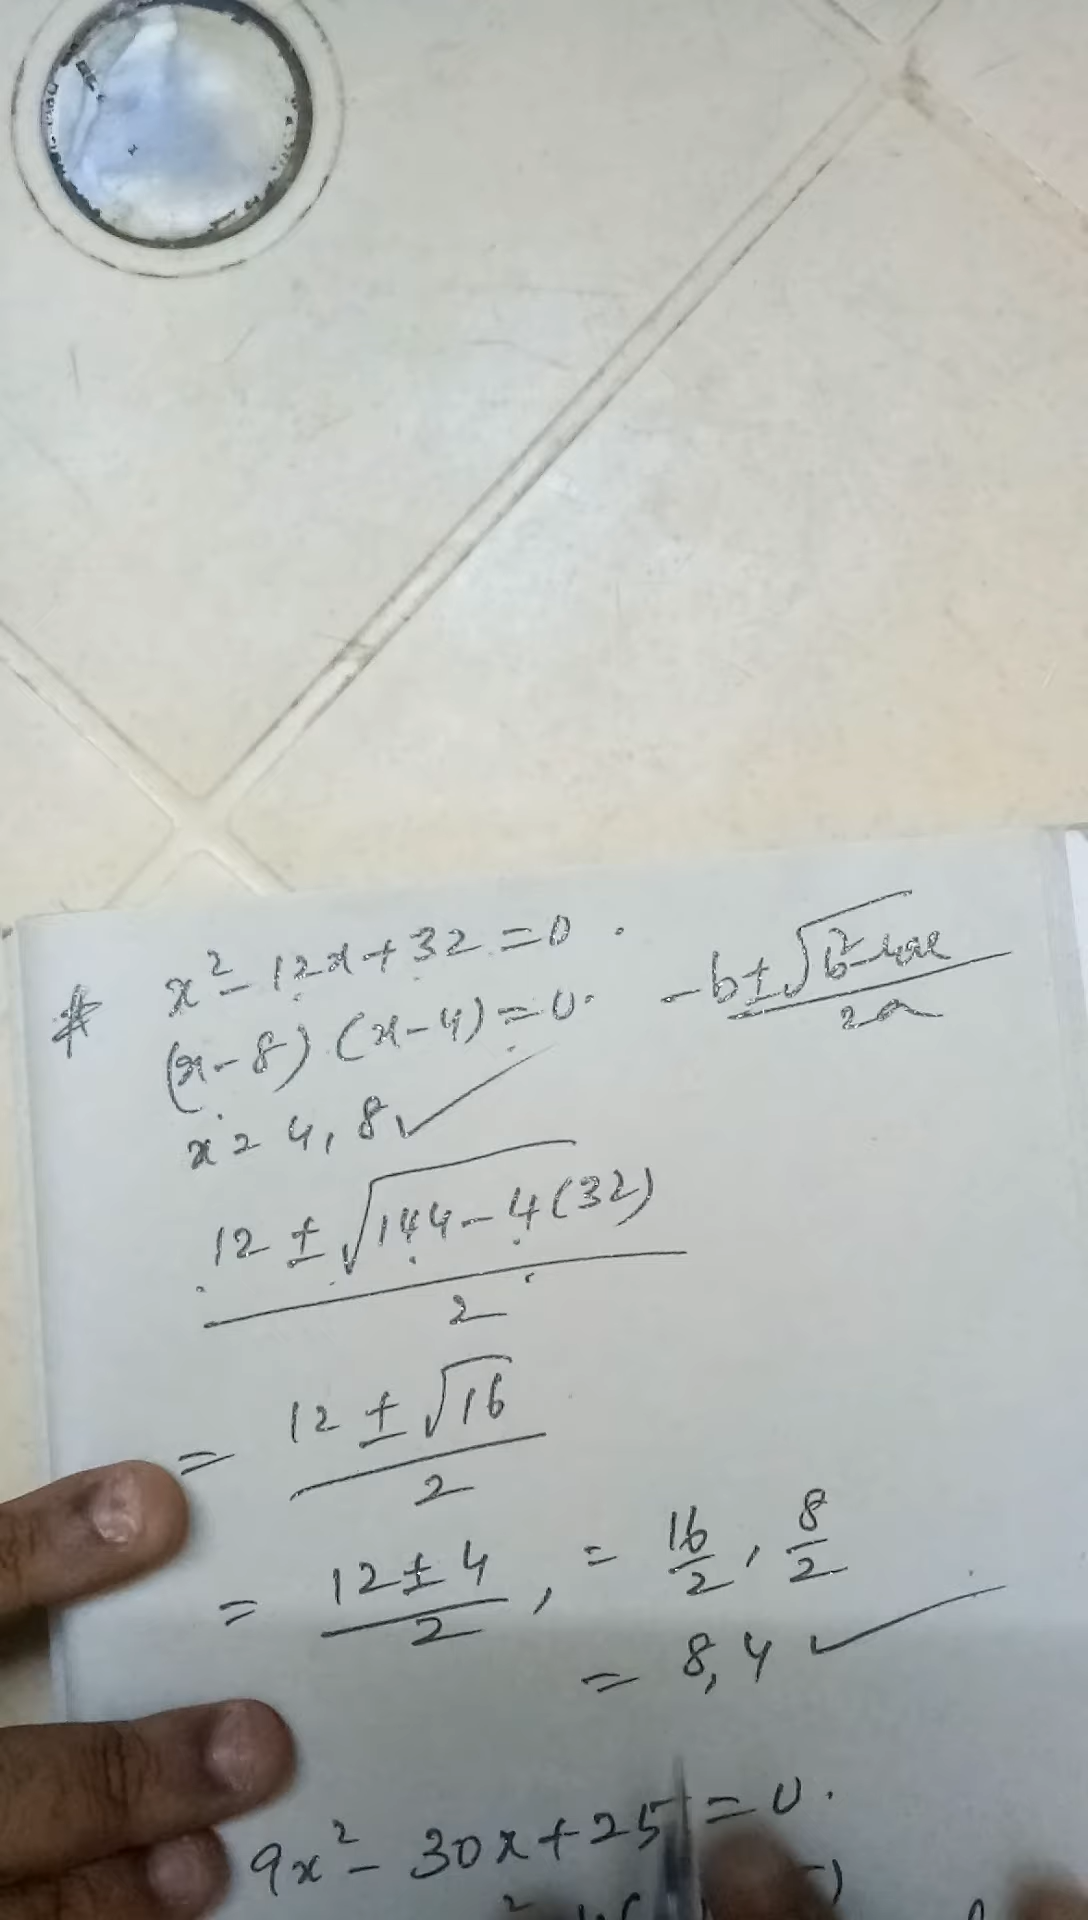 * x² - 12x + 32 = 0 .
-b ± √(b² - 4ac) / 2a
(x - 8) (x - 4) = 0 .
x = 4, 8 ✓
12 ± √(144 - 4(32)) / 2
= 12 ± √16 / 2
= 12 ± 4 / 2 , = 16/2 , 8/2
= 8, 4 ✓
9x² - 30x + 25 = 0 .